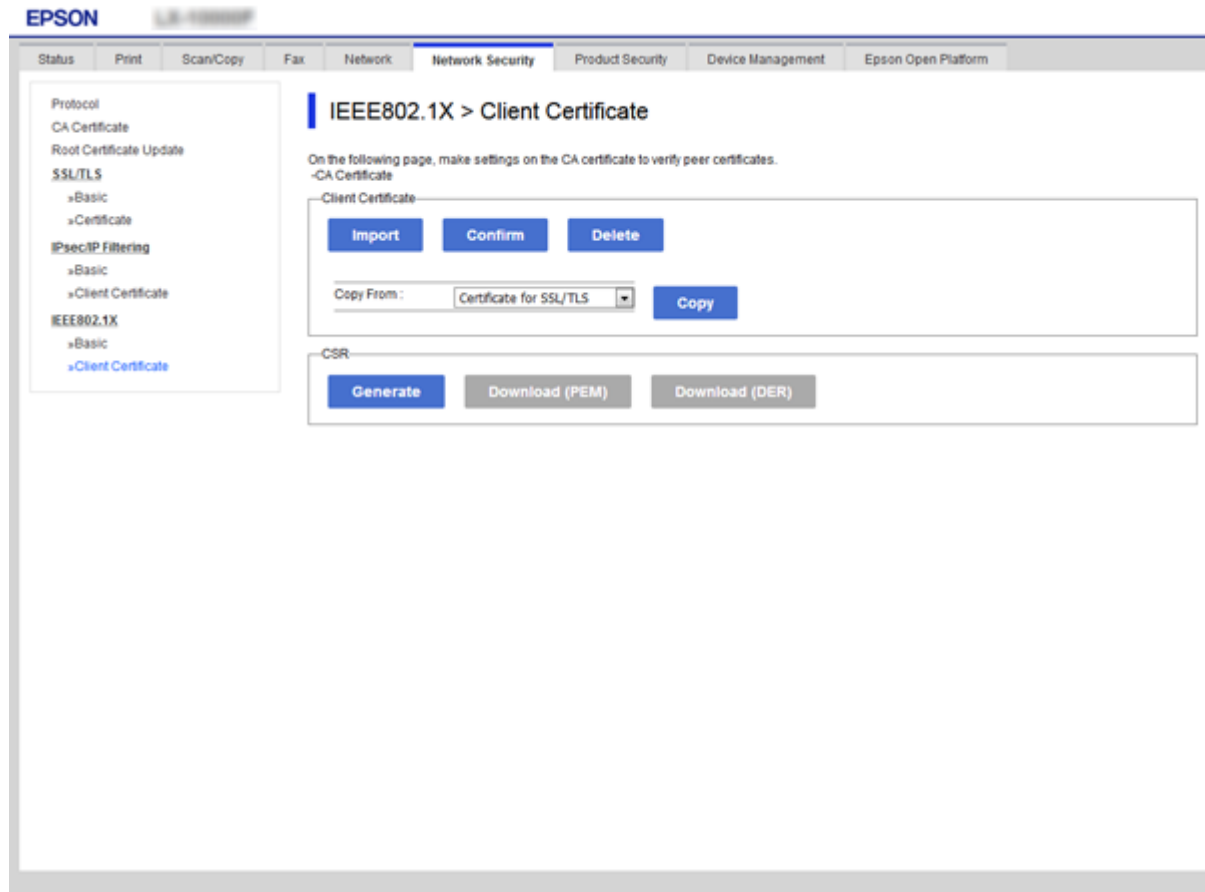 EPSON
Status Print Scan/Copy Fax Network Network Security Product Security Device Management Epson Open Platform
Protocol
CA Certificate
Root Certificate Update
SSL/TLS
»Basic
»Certificate
IPsec/IP Filtering
»Basic
»Client Certificate
IEEE802.1X
»Basic
»Client Certificate
IEEE802.1X > Client Certificate
On the following page, make settings on the CA certificate to verify peer certificates.
-CA Certificate
Client Certificate
Import Confirm Delete
Copy From : Certificate for SSL/TLS Copy
CSR
Generate Download (PEM) Download (DER)